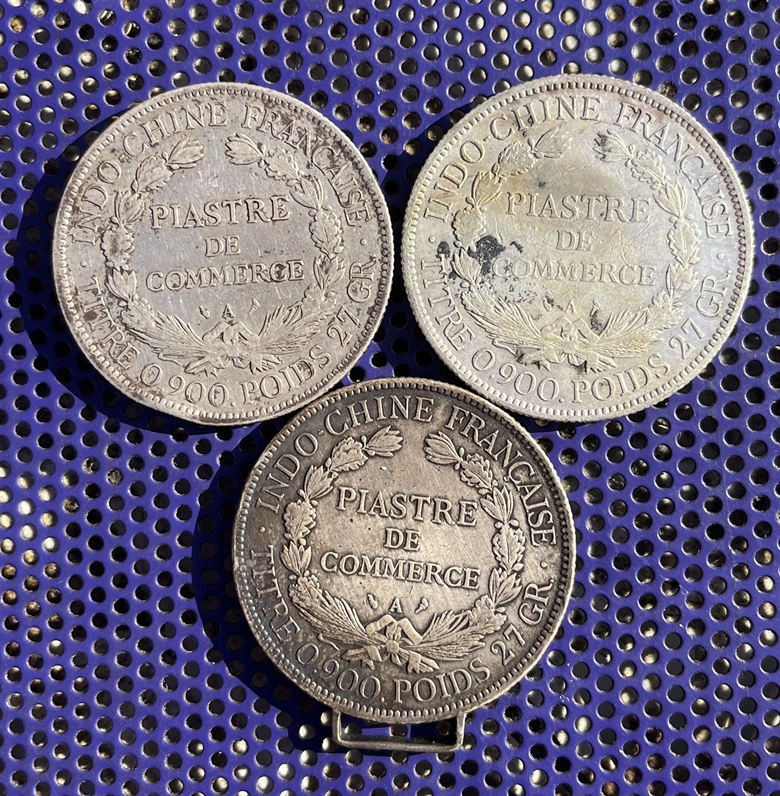 · INDO-CHINE FRANÇAISE ·
PIASTRE
DE
COMMERCE
A
TITRE 0.900. POIDS 27 GR.
· INDO-CHINE FRANÇAISE ·
PIASTRE
DE
COMMERCE
A
TITRE 0.900. POIDS 27 GR.
· INDO-CHINE FRANÇAISE ·
PIASTRE
DE
COMMERCE
A
TITRE 0.900. POIDS 27 GR.